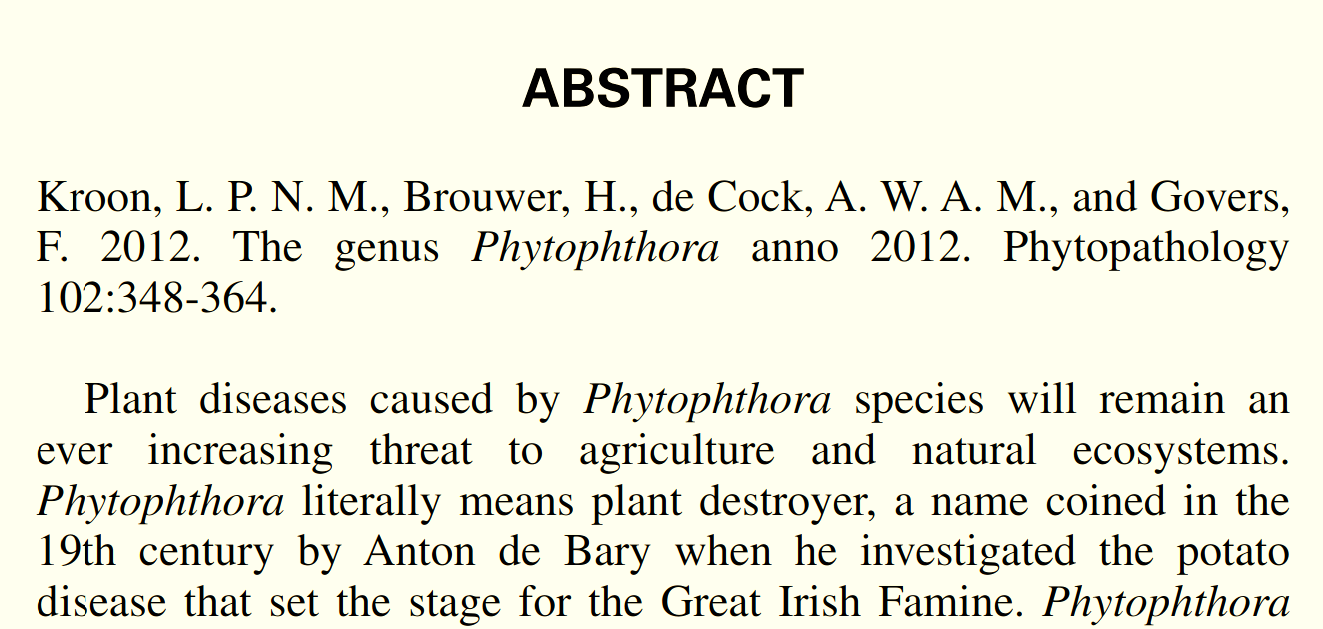 ABSTRACT
Kroon, L. P. N. M., Brouwer, H., de Cock, A. W. A. M., and Govers,
F. 2012. The genus Phytophthora anno 2012. Phytopathology
102:348-364.
Plant diseases caused by Phytophthora species will remain an
ever increasing threat to agriculture and natural ecosystems.
Phytophthora literally means plant destroyer, a name coined in the
19th century by Anton de Bary when he investigated the potato
disease that set the stage for the Great Irish Famine. Phytophthora